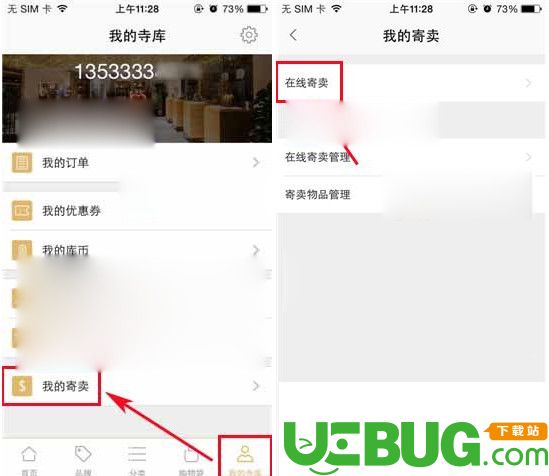 无 SIM 卡 上午11:28 73%
我的寺库
1353333
我的订单
我的优惠券
我的库币
我的寄卖
首页 品牌 分类 购物袋 我的寺库
无 SIM 卡 上午11:28 73%
我的寄卖
在线寄卖
在线寄卖管理
寄卖物品管理
UEBUG.com
下载站